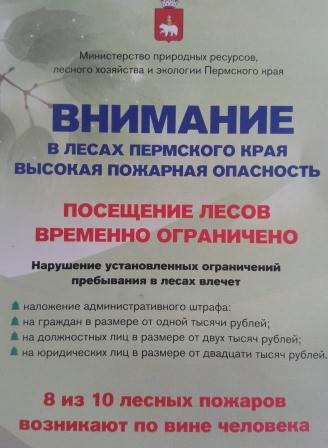 Министерство природных ресурсов,
лесного хозяйства и экологии Пермского края
ВНИМАНИЕ
В ЛЕСАХ ПЕРМСКОГО КРАЯ
ВЫСОКАЯ ПОЖАРНАЯ ОПАСНОСТЬ
ПОСЕЩЕНИЕ ЛЕСОВ
ВРЕМЕННО ОГРАНИЧЕНО
Нарушение установленных ограничений
пребывания в лесах влечет
наложение административного штрафа:
на граждан в размере от одной тысячи рублей;
на должностных лиц в размере от двух тысяч рублей;
на юридических лиц в размере от двадцати тысяч рублей.
8 из 10 лесных пожаров
возникают по вине человека